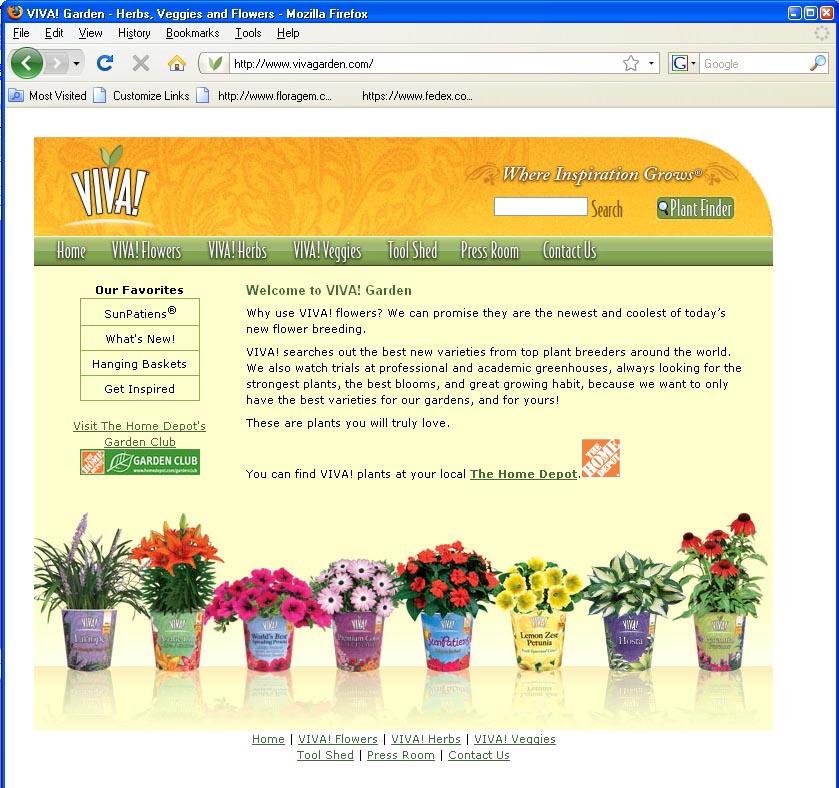 VIVA! Garden - Herbs, Veggies and Flowers - Mozilla Firefox
File Edit View History Bookmarks Tools Help
http://www.vivagarden.com/
G Google
Most Visited Customize Links http://www.floragem.c... https://www.fedex.co...
VIVA!
Where Inspiration Grows®
Search
Plant Finder
Home VIVA! Flowers VIVA! Herbs VIVA! Veggies Tool Shed Press Room Contact Us
Our Favorites
SunPatiens®
What's New!
Hanging Baskets
Get Inspired
Visit The Home Depot's
Garden Club
THE HOME DEPOT GARDEN CLUB
www.homedepot.com/gardenclub
Welcome to VIVA! Garden
Why use VIVA! flowers? We can promise they are the newest and coolest of today's
new flower breeding.
VIVA! searches out the best new varieties from top plant breeders around the world.
We also watch trials at professional and academic greenhouses, always looking for the
strongest plants, the best blooms, and great growing habit, because we want to only
have the best varieties for our gardens, and for yours!
These are plants you will truly love.
You can find VIVA! plants at your local The Home Depot.
THE HOME DEPOT
VIVA! Liriope
VIVA!
VIVA! World's Best
VIVA! Premium
VIVA! SunPatiens
VIVA! Lemon Zest
Petunia
VIVA! Hosta
VIVA!
Home | VIVA! Flowers | VIVA! Herbs | VIVA! Veggies
Tool Shed | Press Room | Contact Us